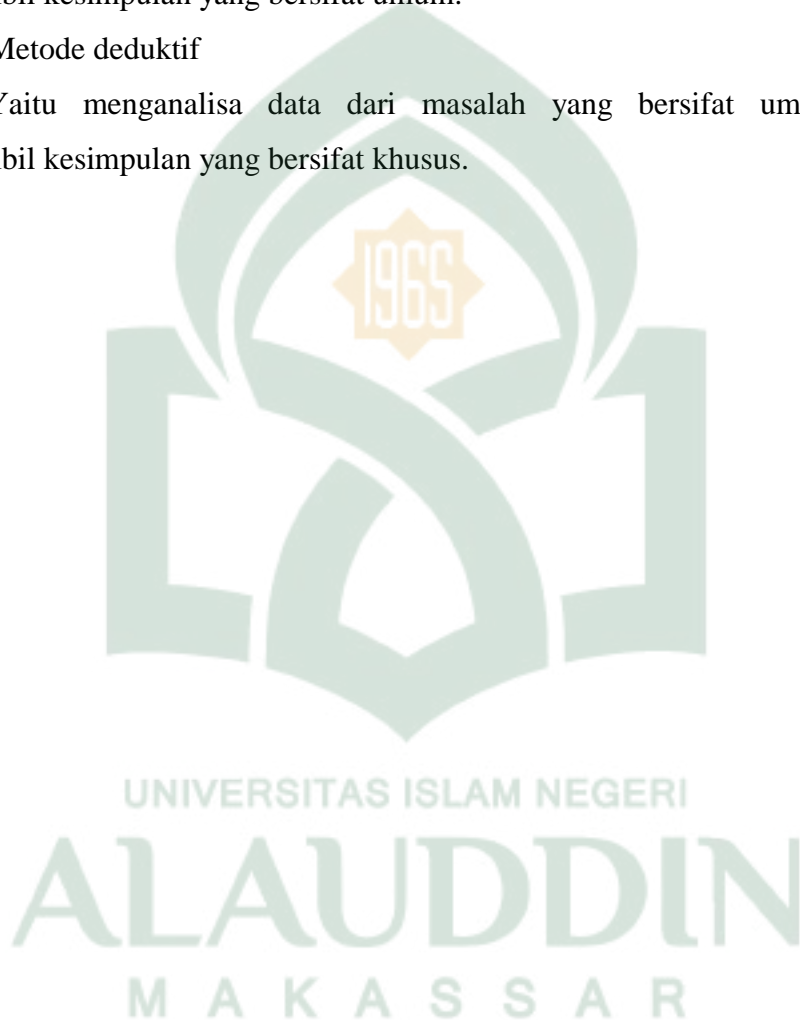 kesimpulan yang bersifat umum.
Metode deduktif
Yaitu menganalisa data dari masalah yang bersifat um
bil kesimpulan yang bersifat khusus.
1965
UNIVERSITAS ISLAM NEGERI
ALAUDDIN
MAKASSAR